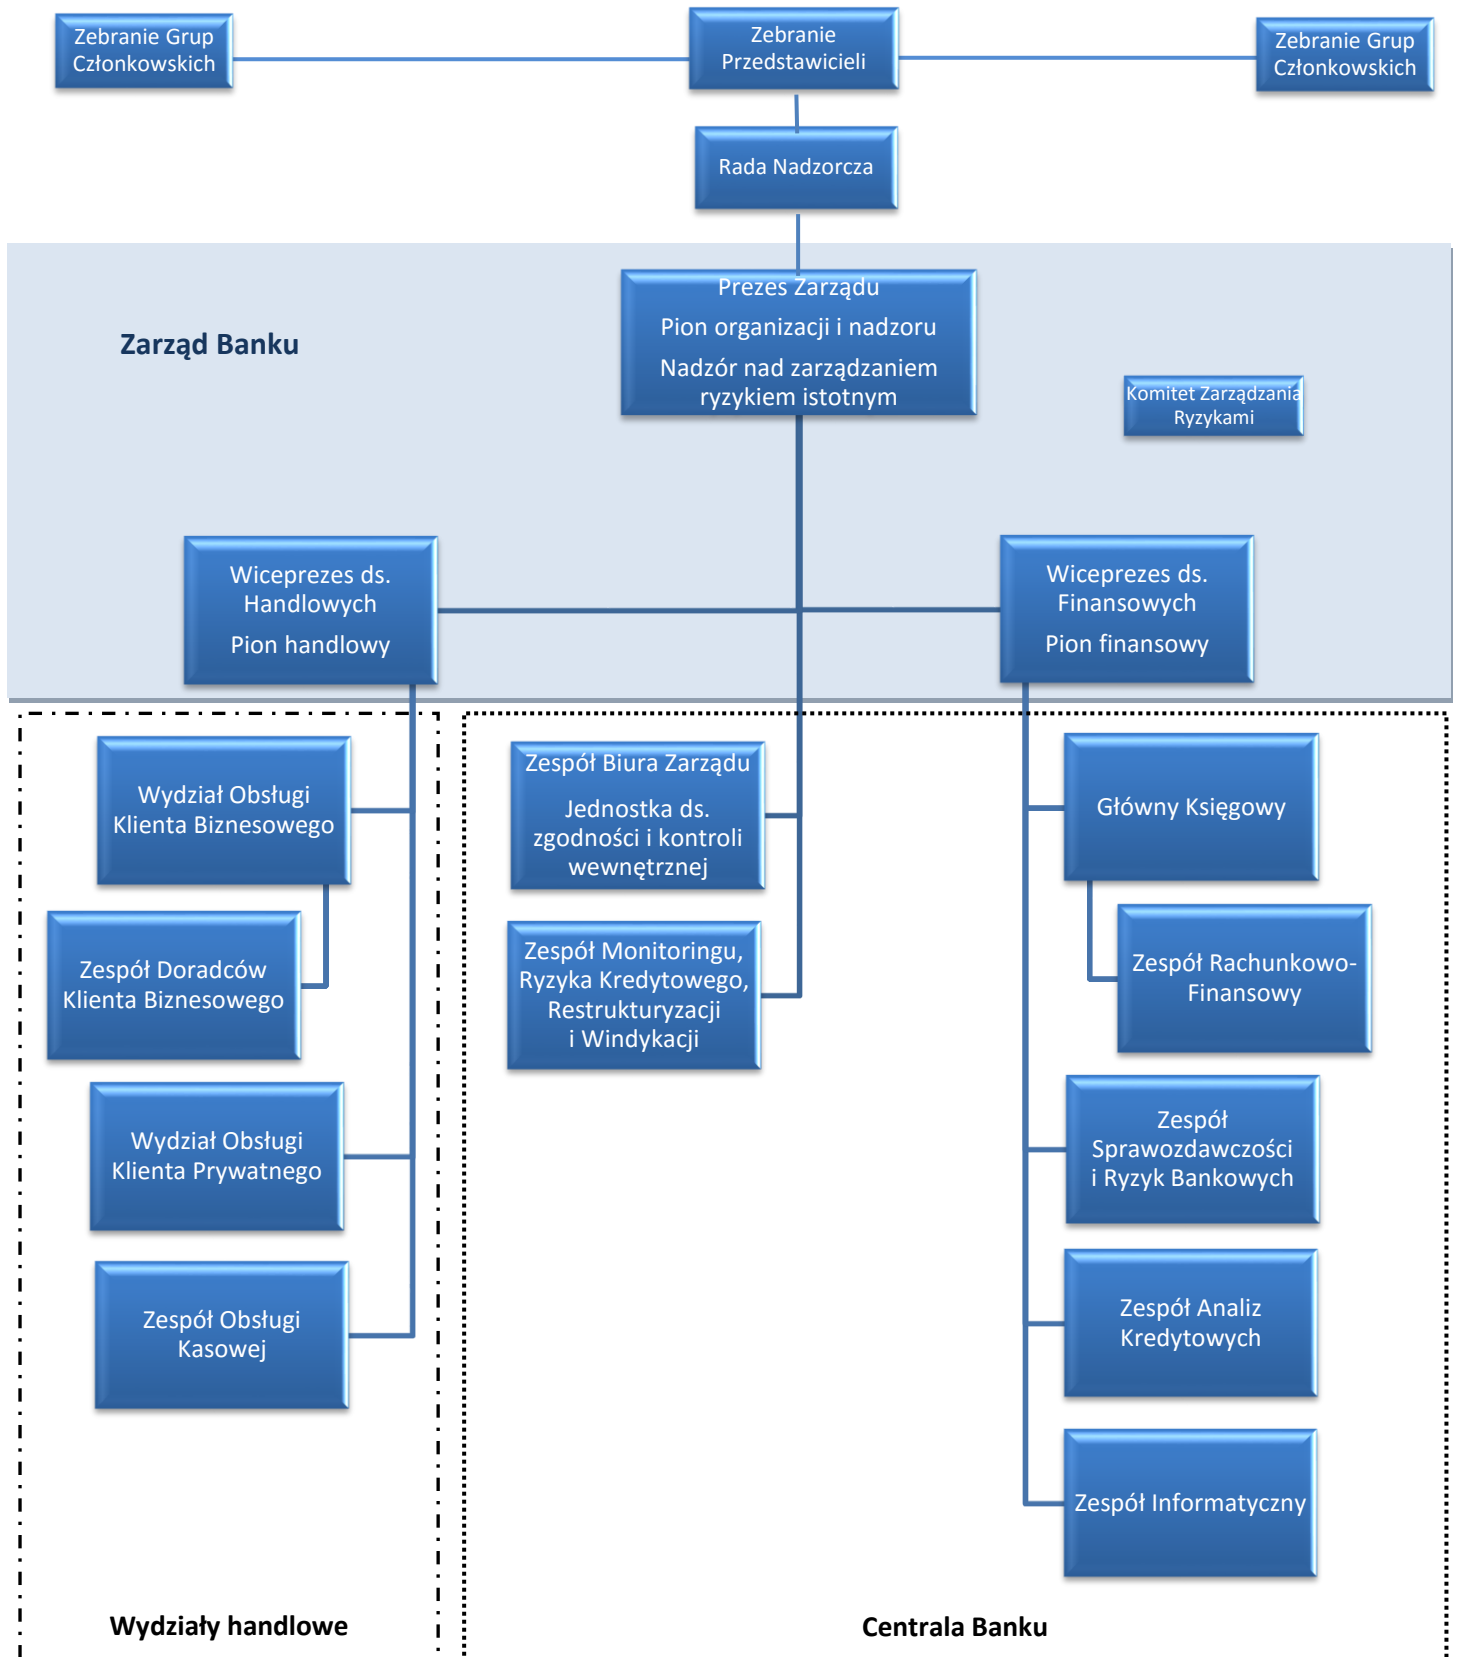 Zebranie Grup
Członkowskich
Zebranie
Przedstawicieli
Zebranie Grup
Członkowskich
Rada Nadzorcza
Zarząd Banku
Prezes Zarządu
Pion organizacji i nadzoru
Nadzór nad zarządzaniem
ryzykiem istotnym
Komitet Zarządzania
Ryzykami
Wiceprezes ds.
Handlowych
Pion handlowy
Wiceprezes ds.
Finansowych
Pion finansowy
Wydział Obsługi
Klienta Biznesowego
Zespół Doradców
Klienta Biznesowego
Wydział Obsługi
Klienta Prywatnego
Zespół Obsługi
Kasowej
Wydziały handlowe
Zespół Biura Zarządu
Jednostka ds.
zgodności i kontroli
wewnętrznej
Zespół Monitoringu,
Ryzyka Kredytowego,
Restrukturyzacji
i Windykacji
Główny Księgowy
Zespół Rachunkowo-
Finansowy
Zespół
Sprawozdawczości
i Ryzyk Bankowych
Zespół Analiz
Kredytowych
Zespół Informatyczny
Centrala Banku